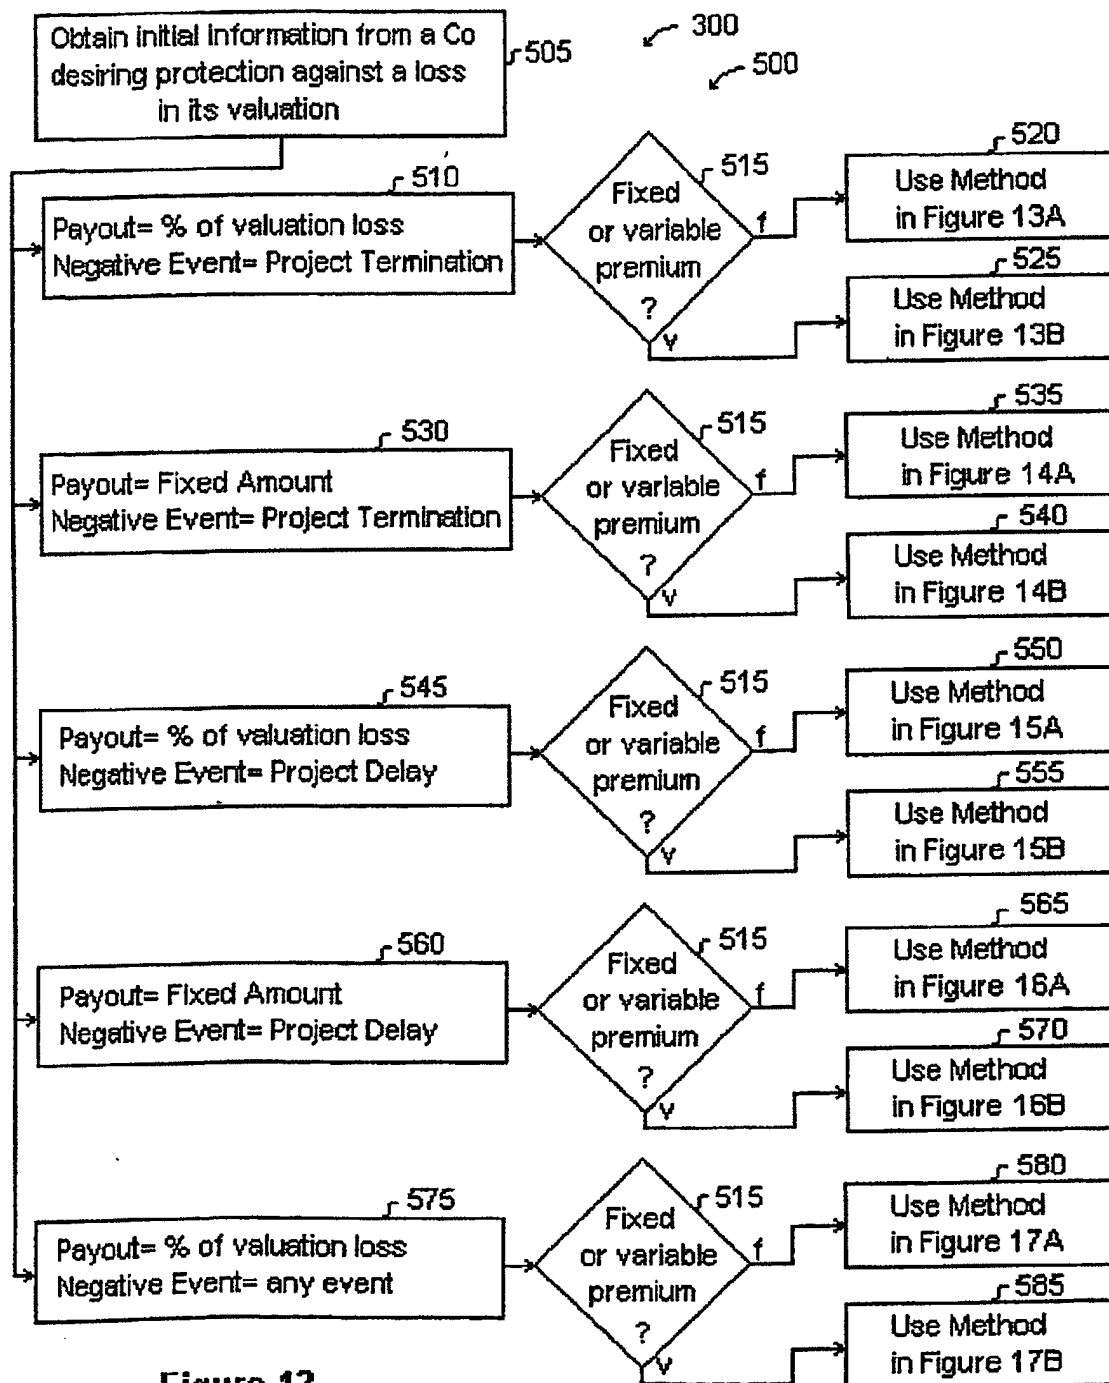 Obtain initial information from a Co
desiring protection against a loss
in its valuation
505
300
500
510
Payout= % of valuation loss
Negative Event= Project Termination
515
Fixed
or variable
premium
?
f
v
520
Use Method
in Figure 13A
525
Use Method
in Figure 13B
530
Payout= Fixed Amount
Negative Event= Project Termination
515
Fixed
or variable
premium
?
f
v
535
Use Method
in Figure 14A
540
Use Method
in Figure 14B
545
Payout= % of valuation loss
Negative Event= Project Delay
515
Fixed
or variable
premium
?
f
v
550
Use Method
in Figure 15A
555
Use Method
in Figure 15B
560
Payout= Fixed Amount
Negative Event= Project Delay
515
Fixed
or variable
premium
?
f
v
565
Use Method
in Figure 16A
570
Use Method
in Figure 16B
575
Payout= % of valuation loss
Negative Event= any event
515
Fixed
or variable
premium
?
f
v
580
Use Method
in Figure 17A
585
Use Method
in Figure 17B
Figure 12